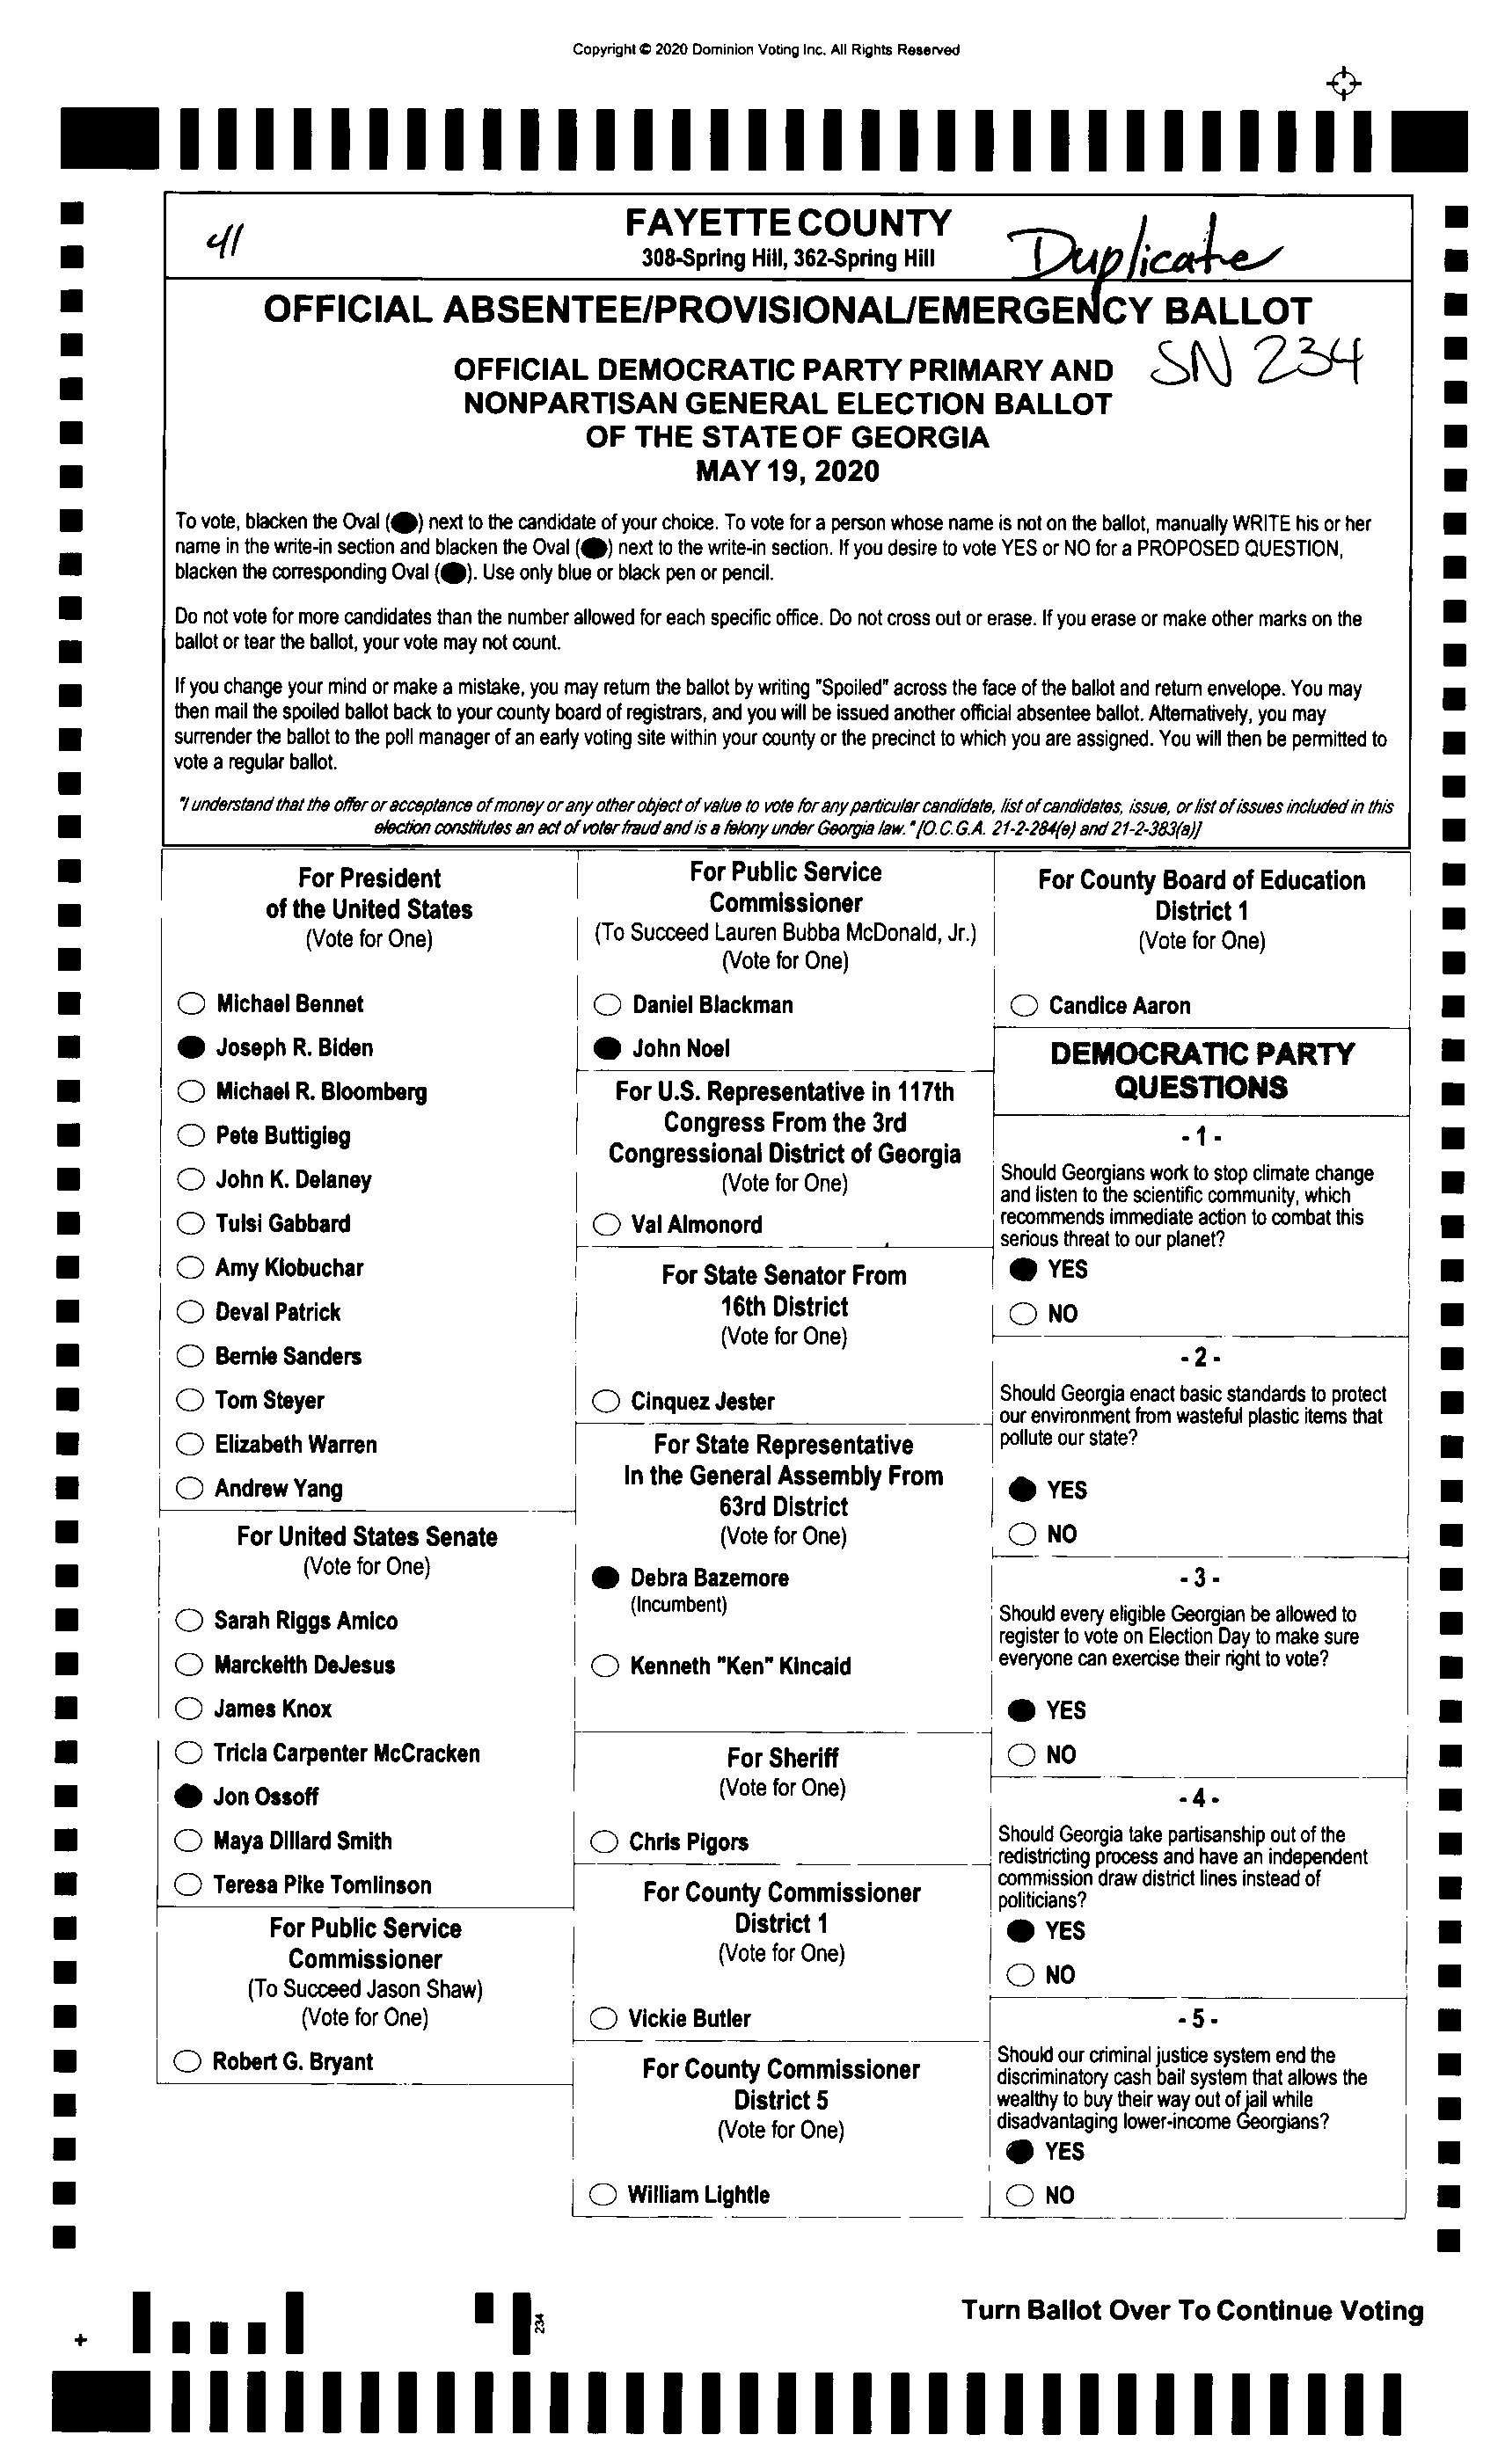 Copyright © 2020 Dominion Voting Inc. All Rights Reserved
41
FAYETTE COUNTY
308-Spring Hill, 362-Spring Hill
Duplicate
OFFICIAL ABSENTEE/PROVISIONAL/EMERGENCY BALLOT
SN 234
OFFICIAL DEMOCRATIC PARTY PRIMARY AND
NONPARTISAN GENERAL ELECTION BALLOT
OF THE STATE OF GEORGIA
MAY 19, 2020
To vote, blacken the Oval (●) next to the candidate of your choice. To vote for a person whose name is not on the ballot, manually WRITE his or her
name in the write-in section and blacken the Oval (●) next to the write-in section. If you desire to vote YES or NO for a PROPOSED QUESTION,
blacken the corresponding Oval (●). Use only blue or black pen or pencil.
Do not vote for more candidates than the number allowed for each specific office. Do not cross out or erase. If you erase or make other marks on the
ballot or tear the ballot, your vote may not count.
If you change your mind or make a mistake, you may return the ballot by writing "Spoiled" across the face of the ballot and return envelope. You may
then mail the spoiled ballot back to your county board of registrars, and you will be issued another official absentee ballot. Alternatively, you may
surrender the ballot to the poll manager of an early voting site within your county or the precinct to which you are assigned. You will then be permitted to
vote a regular ballot.
"I understand that the offer or acceptance of money or any other object of value to vote for any particular candidate, list of candidates, issue, or list of issues included in this
election constitutes an act of voter fraud and is a felony under Georgia law." [O.C.G.A. 21-2-284(e) and 21-2-383(a)]
For President
of the United States
(Vote for One)
Michael Bennet
Joseph R. Biden
Michael R. Bloomberg
Pete Buttigieg
John K. Delaney
Tulsi Gabbard
Amy Klobuchar
Deval Patrick
Bernie Sanders
Tom Steyer
Elizabeth Warren
Andrew Yang
For United States Senate
(Vote for One)
Sarah Riggs Amico
Marckeith DeJesus
James Knox
Tricia Carpenter McCracken
Jon Ossoff
Maya Dillard Smith
Teresa Pike Tomlinson
For Public Service
Commissioner
(To Succeed Jason Shaw)
(Vote for One)
Robert G. Bryant
For Public Service
Commissioner
(To Succeed Lauren Bubba McDonald, Jr.)
(Vote for One)
Daniel Blackman
John Noel
For U.S. Representative in 117th
Congress From the 3rd
Congressional District of Georgia
(Vote for One)
Val Almonord
For State Senator From
16th District
(Vote for One)
Cinquez Jester
For State Representative
In the General Assembly From
63rd District
(Vote for One)
Debra Bazemore
(Incumbent)
Kenneth "Ken" Kincaid
For Sheriff
(Vote for One)
Chris Pigors
For County Commissioner
District 1
(Vote for One)
Vickie Butler
For County Commissioner
District 5
(Vote for One)
William Lightle
For County Board of Education
District 1
(Vote for One)
Candice Aaron
DEMOCRATIC PARTY
QUESTIONS
- 1 -
Should Georgians work to stop climate change
and listen to the scientific community, which
recommends immediate action to combat this
serious threat to our planet?
YES
NO
- 2 -
Should Georgia enact basic standards to protect
our environment from wasteful plastic items that
pollute our state?
YES
NO
- 3 -
Should every eligible Georgian be allowed to
register to vote on Election Day to make sure
everyone can exercise their right to vote?
YES
NO
- 4 -
Should Georgia take partisanship out of the
redistricting process and have an independent
commission draw district lines instead of
politicians?
YES
NO
- 5 -
Should our criminal justice system end the
discriminatory cash bail system that allows the
wealthy to buy their way out of jail while
disadvantaging lower-income Georgians?
YES
NO
234
Turn Ballot Over To Continue Voting